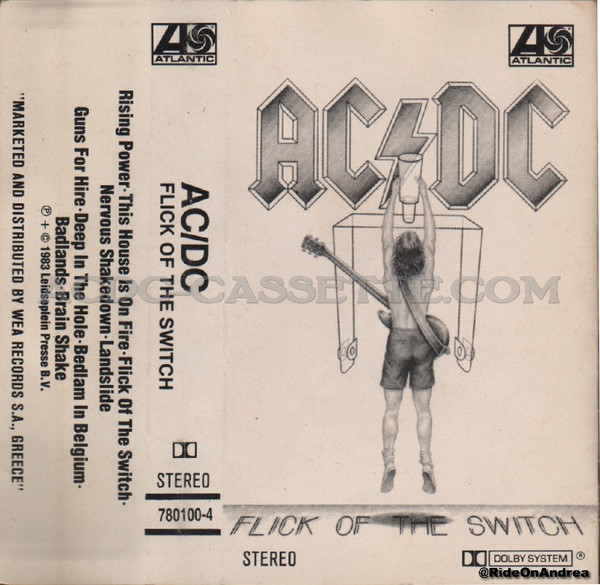 ATLANTIC
Rising Power·This House Is On Fire·Flick Of The Switch·
Nervous Shakedown·Landslide
Guns For Hire·Deep In The Hole·Bedlam In Belgium·
Badlands·Brain Shake
℗ + © 1983 Leidseplein Presse B.V.
"MARKETED AND DISTRIBUTED BY WEA RECORDS S.A., GREECE"
AC/DC
FLICK OF THE SWITCH
STEREO
780100-4
ATLANTIC
AC/DC
ACDC-CASSETTE.COM
FLICK OF THE SWITCH
STEREO
DOLBY SYSTEM ®
@RideOnAndrea